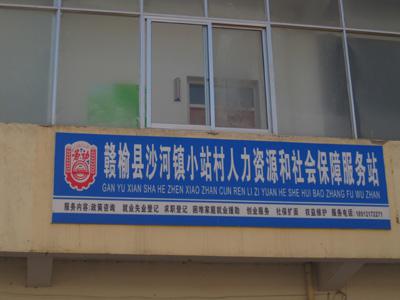 赣榆县沙河镇小站村人力资源和社会保障服务站
GAN YU XIAN SHA HE ZHEN XIAO ZHAN CUN REN LI ZI YUAN HE SHE HUI BAO ZHANG FU WU ZHAN
服务内容:政策咨询 就业失业登记 求职登记 困难家庭就业援助 创业服务 社保扩面 权益维护 服务电话:18912172271